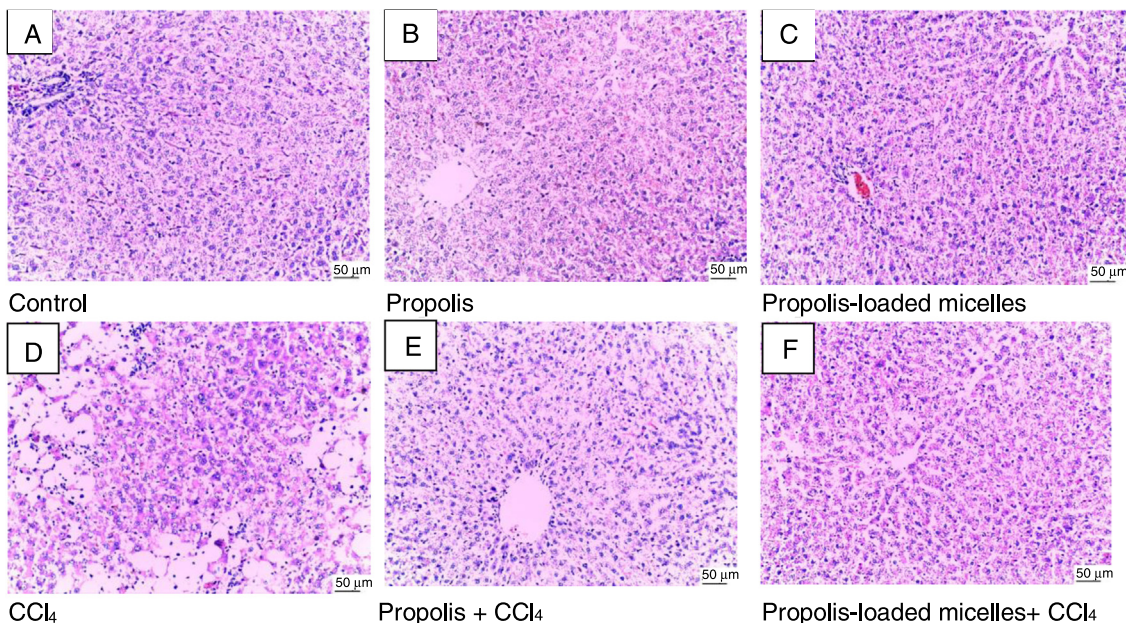 A
B
C
50 μm
50 μm
50 μm
Control
Propolis
Propolis-loaded micelles
D
E
F
50 μm
50 μm
50 μm
CCl₄
Propolis + CCl₄
Propolis-loaded micelles+ CCl₄